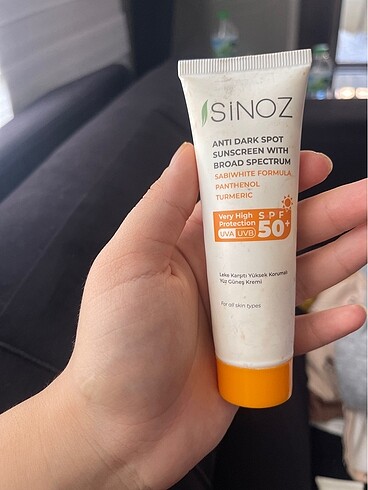 SiNOZ
ANTI DARK SPOT
SUNSCREEN WITH
BROAD SPECTRUM
SABIWHITE FORMULA
PANTHENOL
TURMERIC
Very High
Protection
UVA UVB
SPF
50+
Leke Karşıtı Yüksek Korumalı
Yüz Güneş Kremi
For all skin types